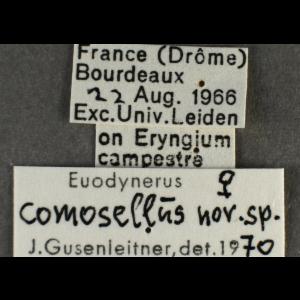 France (Drôme)
Bourdeaux
22 Aug. 1966
Exc.Univ.Leiden
on Eryngium
campestre
Euodynerus ♀
comosellus nov.sp.
J.Gusenleitner,det.1970